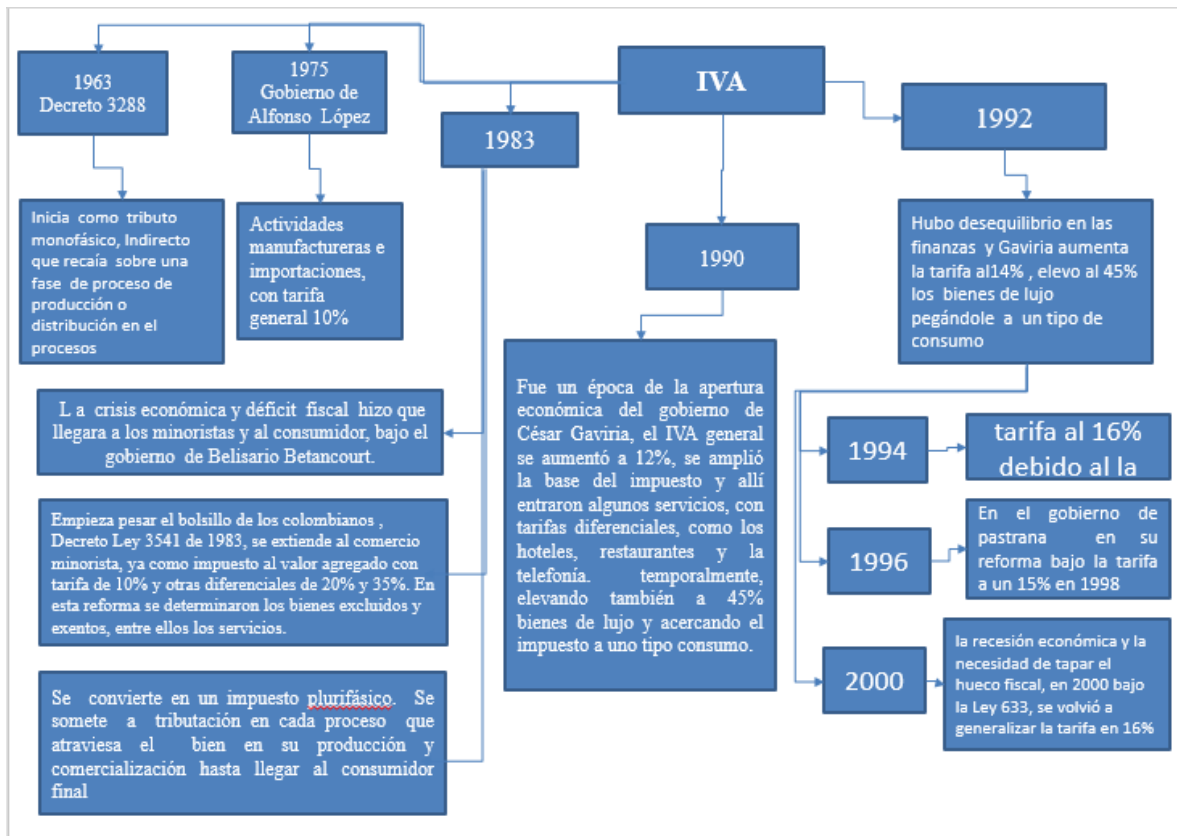 IVA
1963
Decreto 3288
1975
Gobierno de
Alfonso López
1983
1992
Inicia como tributo
monofásico, Indirecto
que recaía sobre una
fase de proceso de
producción o
distribución en el
procesos
Actividades
manufactureras e
importaciones,
con tarifa
general 10%
1990
Hubo desequilibrio en las
finanzas y Gaviria aumenta
la tarifa al14% , elevo al 45%
los bienes de lujo
pegándole a un tipo de
consumo
L a crisis económica y déficit fiscal hizo que
llegara a los minoristas y al consumidor, bajo el
gobierno de Belisario Betancourt.
Empieza pesar el bolsillo de los colombianos ,
Decreto Ley 3541 de 1983, se extiende al comercio
minorista, ya como impuesto al valor agregado con
tarifa de 10% y otras diferenciales de 20% y 35%. En
esta reforma se determinaron los bienes excluidos y
exentos, entre ellos los servicios.
Se convierte en un impuesto plurifásico. Se
somete a tributación en cada proceso que
atraviesa el bien en su producción y
comercialización hasta llegar al consumidor
final
Fue un época de la apertura
económica del gobierno de
César Gaviria, el IVA general
se aumentó a 12%, se amplió
la base del impuesto y allí
entraron algunos servicios, con
tarifas diferenciales, como los
hoteles, restaurantes y la
telefonía. temporalmente,
elevando también a 45%
bienes de lujo y acercando el
impuesto a uno tipo consumo.
1994
tarifa al 16%
debido al la
1996
En el gobierno de
pastrana en su
reforma bajo la tarifa
a un 15% en 1998
2000
la recesión económica y la
necesidad de tapar el
hueco fiscal, en 2000 bajo
la Ley 633, se volvió a
generalizar la tarifa en 16%